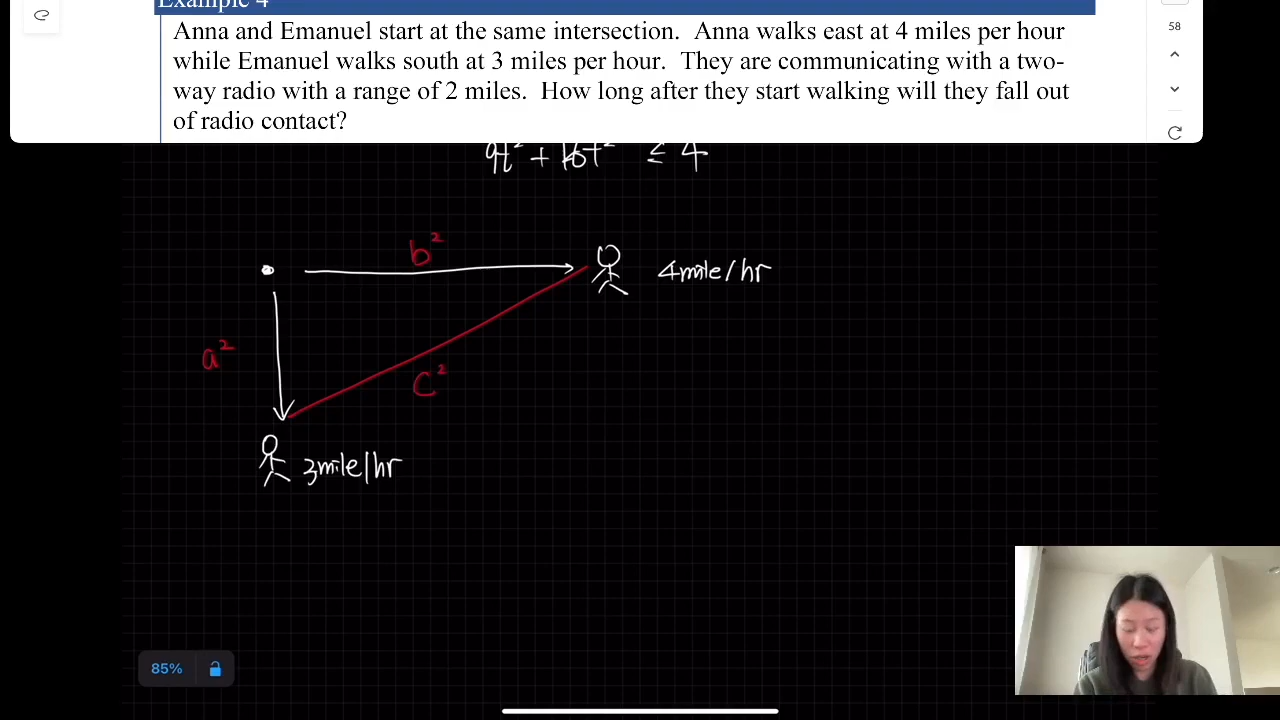 Example 4
58
Anna and Emanuel start at the same intersection. Anna walks east at 4 miles per hour
while Emanuel walks south at 3 miles per hour. They are communicating with a two-
way radio with a range of 2 miles. How long after they start walking will they fall out
of radio contact?
9t² + 16t² ≤ 4
b²
4mile/hr
a²
c²
3mile/hr
85%